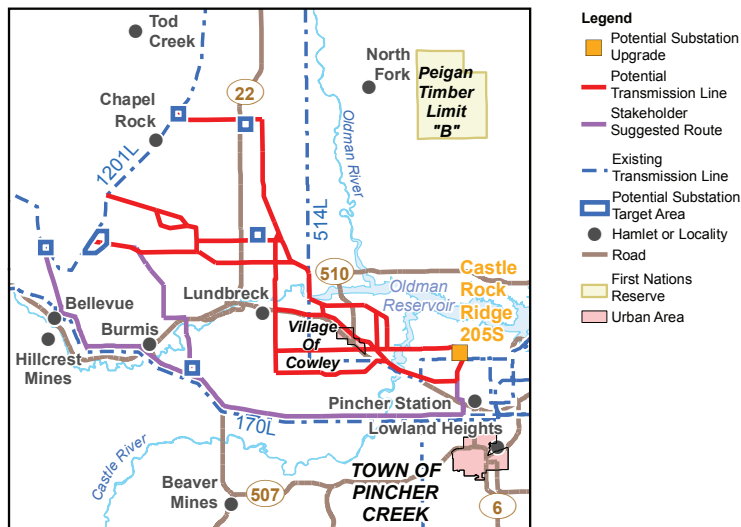 Tod
Creek
North
Fork
Peigan
Timber
Limit
"B"
22
Chapel
Rock
1201L
Oldman River
514L
510
Castle
Rock
Ridge
205S
Oldman
Reservoir
Lundbreck
Bellevue
Burmis
Village
Of
Cowley
Hillcrest
Mines
Pincher Station
170L
Lowland Heights
Castle River
Beaver
Mines
507
TOWN OF
PINCHER
CREEK
6
Legend
Potential Substation
Upgrade
Potential
Transmission Line
Stakeholder
Suggested Route
Existing
Transmission Line
Potential Substation
Target Area
Hamlet or Locality
Road
First Nations
Reserve
Urban Area